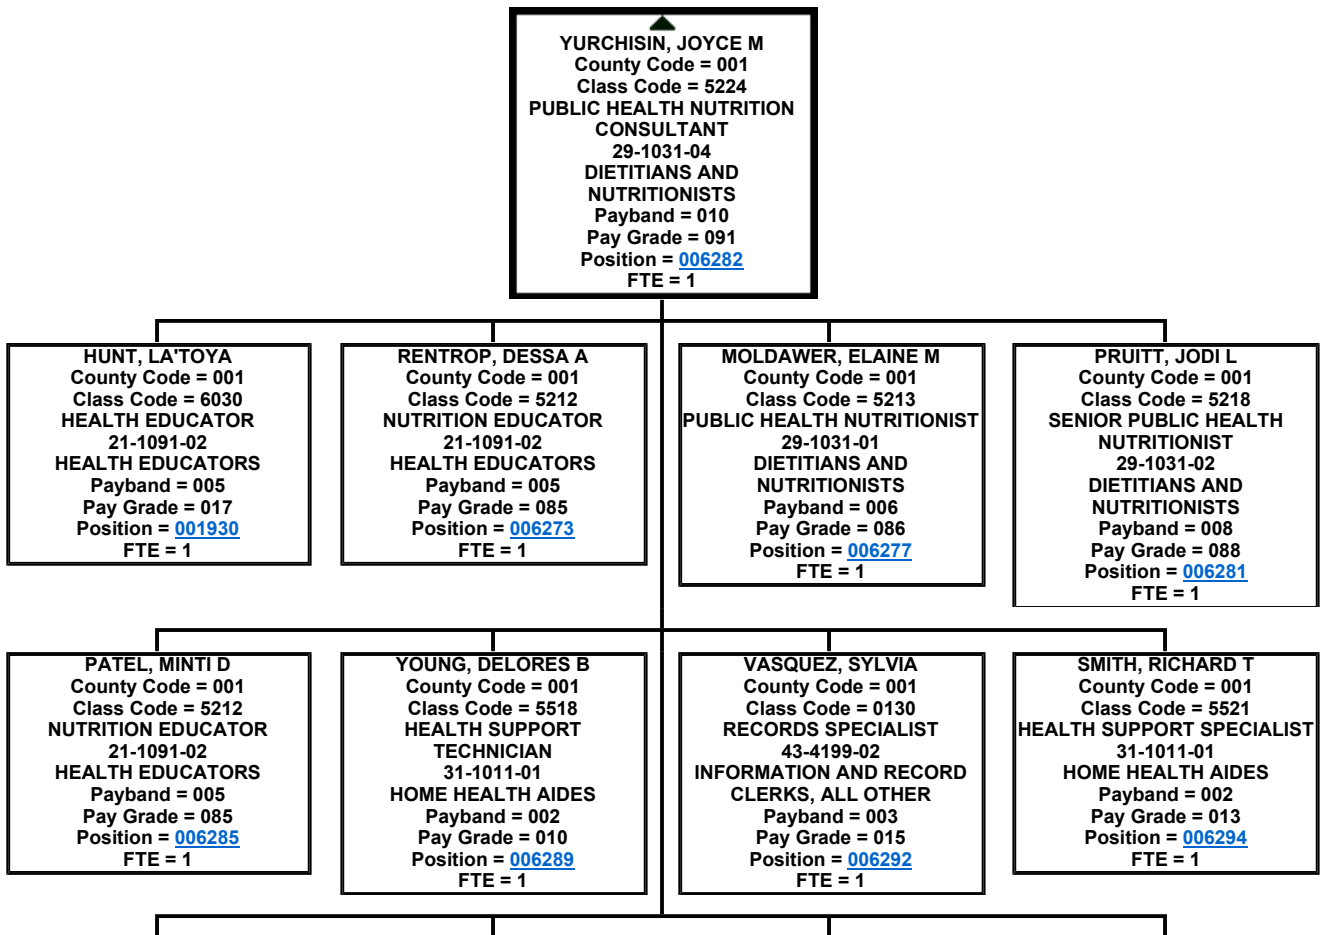 YURCHISIN, JOYCE M
County Code = 001
Class Code = 5224
PUBLIC HEALTH NUTRITION
CONSULTANT
29-1031-04
DIETITIANS AND
NUTRITIONISTS
Payband = 010
Pay Grade = 091
Position = 006282
FTE = 1
HUNT, LA'TOYA
County Code = 001
Class Code = 6030
HEALTH EDUCATOR
21-1091-02
HEALTH EDUCATORS
Payband = 005
Pay Grade = 017
Position = 001930
FTE = 1
RENTROP, DESSA A
County Code = 001
Class Code = 5212
NUTRITION EDUCATOR
21-1091-02
HEALTH EDUCATORS
Payband = 005
Pay Grade = 085
Position = 006273
FTE = 1
MOLDAWER, ELAINE M
County Code = 001
Class Code = 5213
PUBLIC HEALTH NUTRITIONIST
29-1031-01
DIETITIANS AND
NUTRITIONISTS
Payband = 006
Pay Grade = 086
Position = 006277
FTE = 1
PRUITT, JODI L
County Code = 001
Class Code = 5218
SENIOR PUBLIC HEALTH
NUTRITIONIST
29-1031-02
DIETITIANS AND
NUTRITIONISTS
Payband = 008
Pay Grade = 088
Position = 006281
FTE = 1
PATEL, MINTI D
County Code = 001
Class Code = 5212
NUTRITION EDUCATOR
21-1091-02
HEALTH EDUCATORS
Payband = 005
Pay Grade = 085
Position = 006285
FTE = 1
YOUNG, DELORES B
County Code = 001
Class Code = 5518
HEALTH SUPPORT
TECHNICIAN
31-1011-01
HOME HEALTH AIDES
Payband = 002
Pay Grade = 010
Position = 006289
FTE = 1
VASQUEZ, SYLVIA
County Code = 001
Class Code = 0130
RECORDS SPECIALIST
43-4199-02
INFORMATION AND RECORD
CLERKS, ALL OTHER
Payband = 003
Pay Grade = 015
Position = 006292
FTE = 1
SMITH, RICHARD T
County Code = 001
Class Code = 5521
HEALTH SUPPORT SPECIALIST
31-1011-01
HOME HEALTH AIDES
Payband = 002
Pay Grade = 013
Position = 006294
FTE = 1